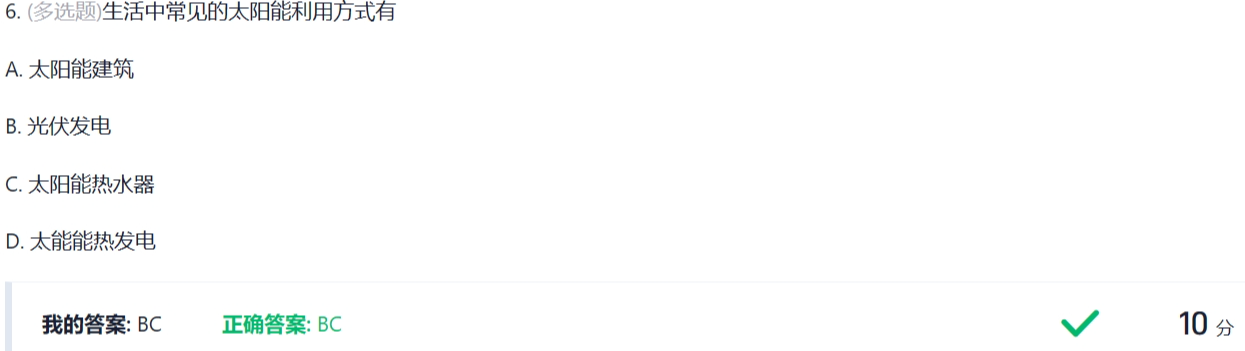 6. (多选题)生活中常见的太阳能利用方式有
A. 太阳能建筑
B. 光伏发电
C. 太阳能热水器
D. 太能能热发电
我的答案: BC 正确答案: BC 10 分